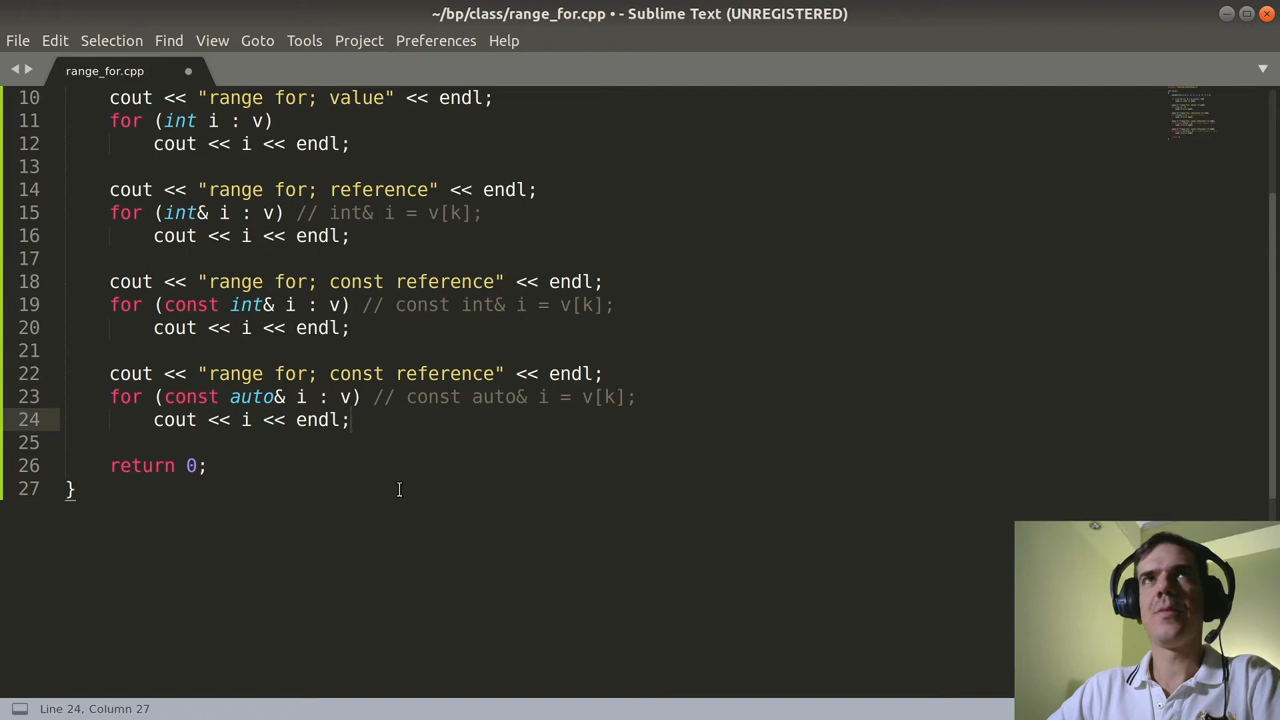 ~/bp/class/range_for.cpp • - Sublime Text (UNREGISTERED)
File Edit Selection Find View Goto Tools Project Preferences Help
range_for.cpp
10 cout << "range for; value" << endl;
11 for (int i : v)
12 cout << i << endl;
13
14 cout << "range for; reference" << endl;
15 for (int& i : v) // int& i = v[k];
16 cout << i << endl;
17
18 cout << "range for; const reference" << endl;
19 for (const int& i : v) // const int& i = v[k];
20 cout << i << endl;
21
22 cout << "range for; const reference" << endl;
23 for (const auto& i : v) // const auto& i = v[k];
24 cout << i << endl;
25
26 return 0;
27 }
Line 24, Column 27